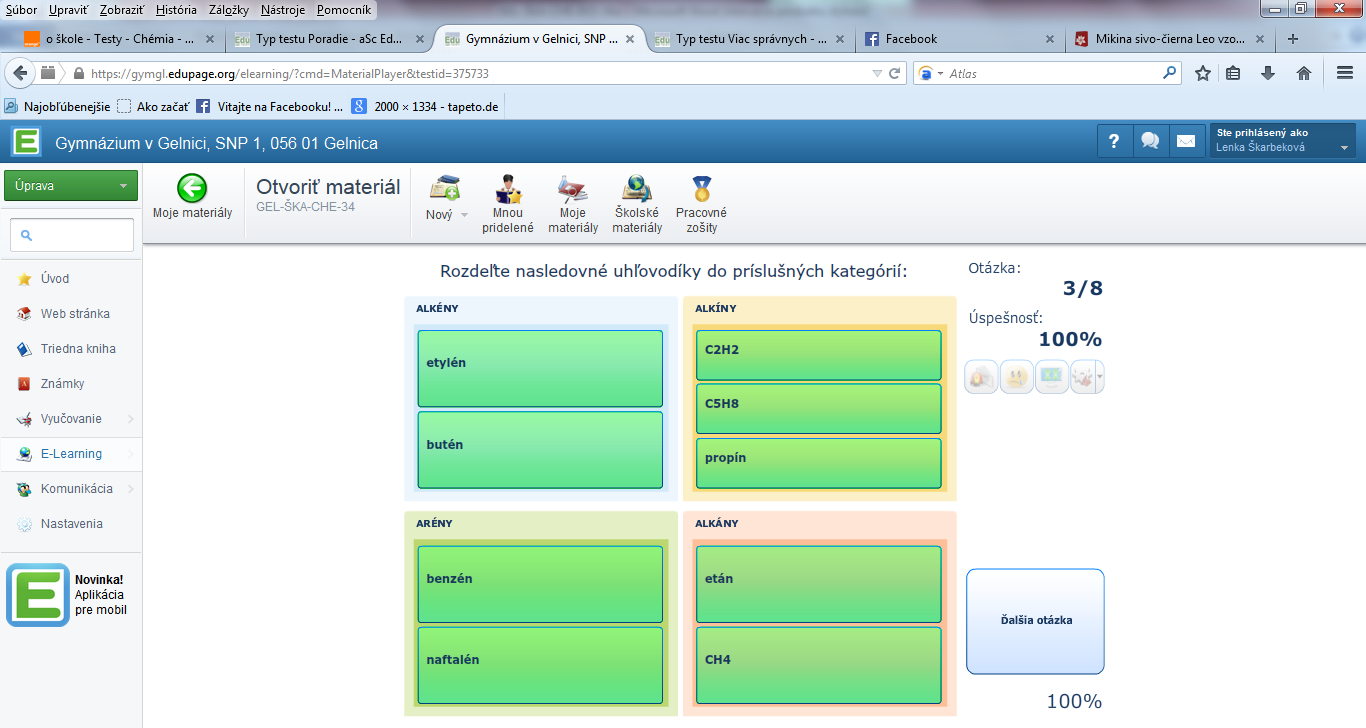 Súbor Upraviť Zobraziť História Záložky Nástroje Pomocník
o škole - Testy - Chémia - ...
Typ testu Poradie - aSc Ed...
Gymnázium v Gelnici, SNP ...
Typ testu Viac správnych - ...
Facebook
Mikina sivo-čierna Leo vzo...
https://gymgl.edupage.org/elearning/?cmd=MaterialPlayer&testid=375733
Atlas
Najobľúbenejšie
Ako začať
Vitajte na Facebooku! ...
2000 × 1334 - tapeto.de
Gymnázium v Gelnici, SNP 1, 056 01 Gelnica
?
Ste prihlásený ako
Lenka Škarbeková
Úprava
Moje materiály
Otvoriť materiál
GEL-ŠKA-CHE-34
Nový
Mnou
pridelené
Moje
materiály
Školské
materiály
Pracovné
zošity
Úvod
Web stránka
Triedna kniha
Známky
Vyučovanie
E-Learning
Komunikácia
Nastavenia
Novinka!
Aplikácia
pre mobil
Rozdeľte nasledovné uhľovodíky do príslušných kategórií:
ALKÉNY
etylén
butén
ALKÍNY
C2H2
C5H8
propín
ARÉNY
benzén
naftalén
ALKÁNY
etán
CH4
Otázka:
3/8
Úspešnosť:
100%
Ďalšia otázka
100%